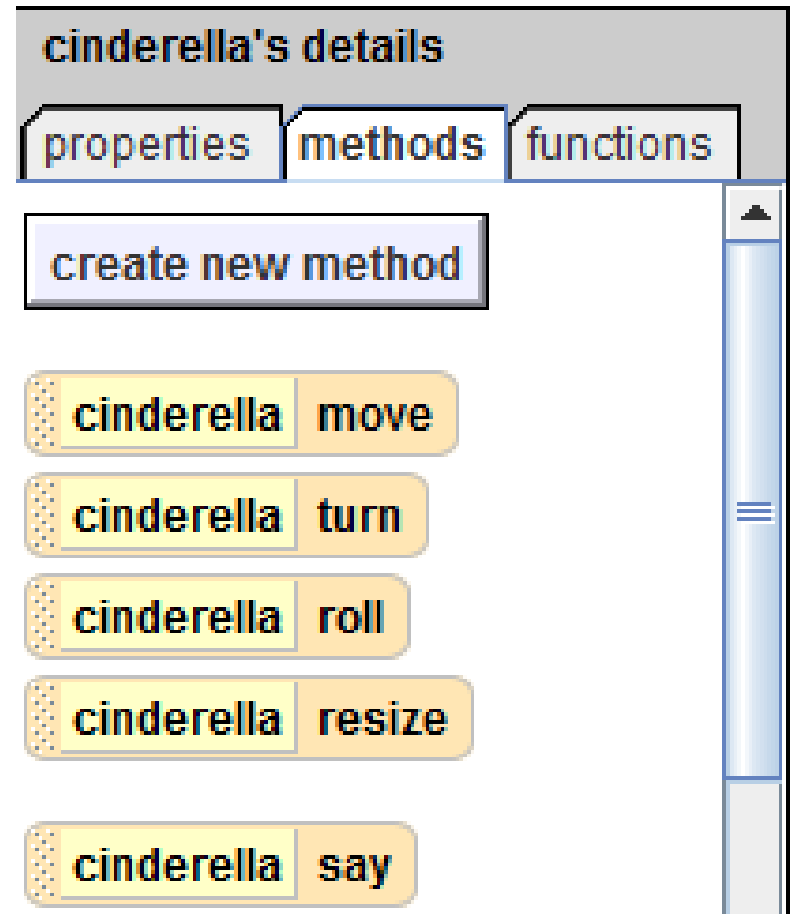 cinderella's details
properties methods functions
create new method
cinderella move
cinderella turn
cinderella roll
cinderella resize
cinderella say